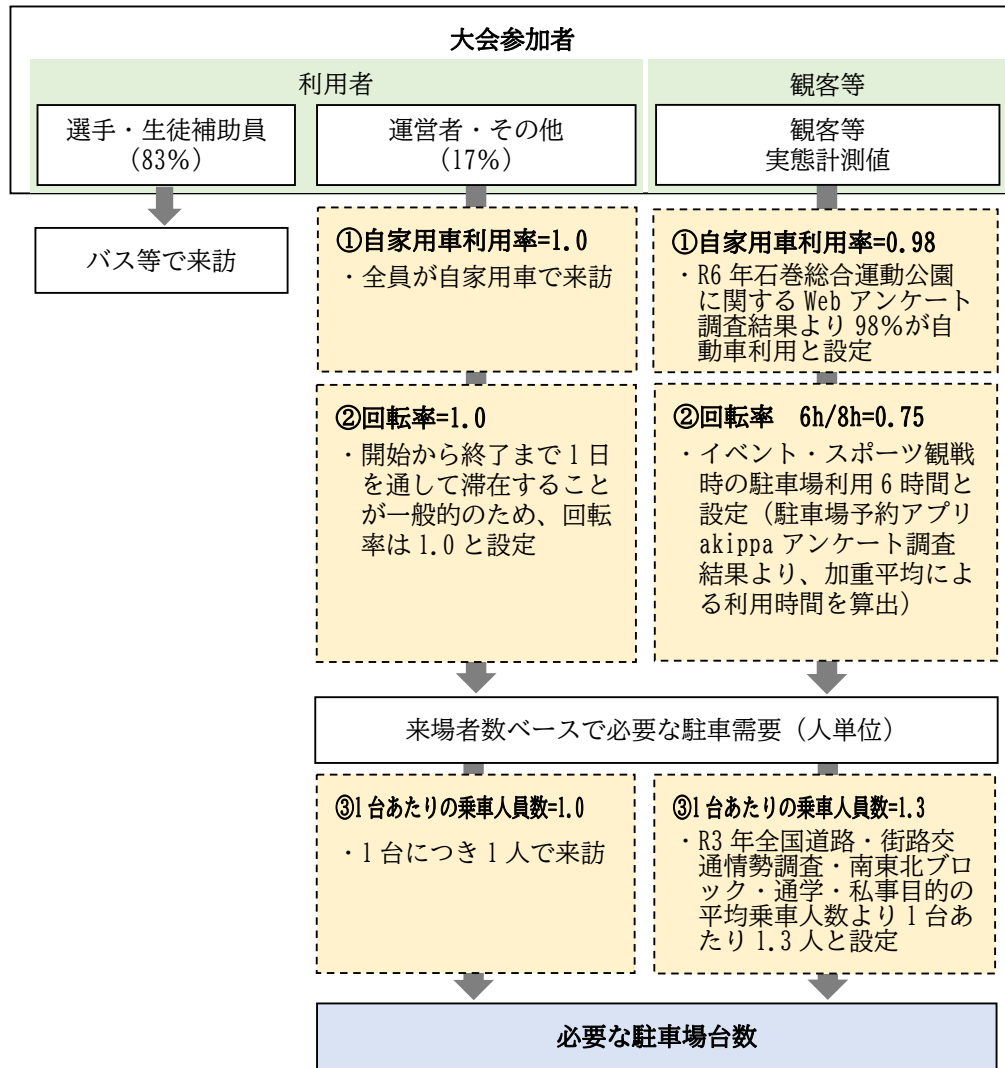 大会参加者
利用者
観客等
選手・生徒補助員
(83%)
運営者・その他
(17%)
観客等
実態計測値
バス等で来訪
①自家用車利用率=1.0
・全員が自家用車で来訪
①自家用車利用率=0.98
・R6 年石巻総合運動公園
に関する Web アンケート
調査結果より 98%が自
動車利用と設定
②回転率=1.0
・開始から終了まで 1 日
を通して滞在すること
が一般的のため、回転
率は 1.0 と設定
②回転率 6h/8h=0.75
・イベント・スポーツ観戦
時の駐車場利用 6 時間と
設定（駐車場予約アプリ
akippa アンケート調査
結果より、加重平均によ
る利用時間を算出）
来場者数ベースで必要な駐車需要（人単位）
③1 台あたりの乗車人員数=1.0
・1 台につき 1 人で来訪
③1 台あたりの乗車人員数=1.3
・R3 年全国道路・街路交
通情勢調査・南東北ブロ
ック・通学・私事目的の
平均乗車人数より 1 台あ
たり 1.3 人と設定
必要な駐車場台数